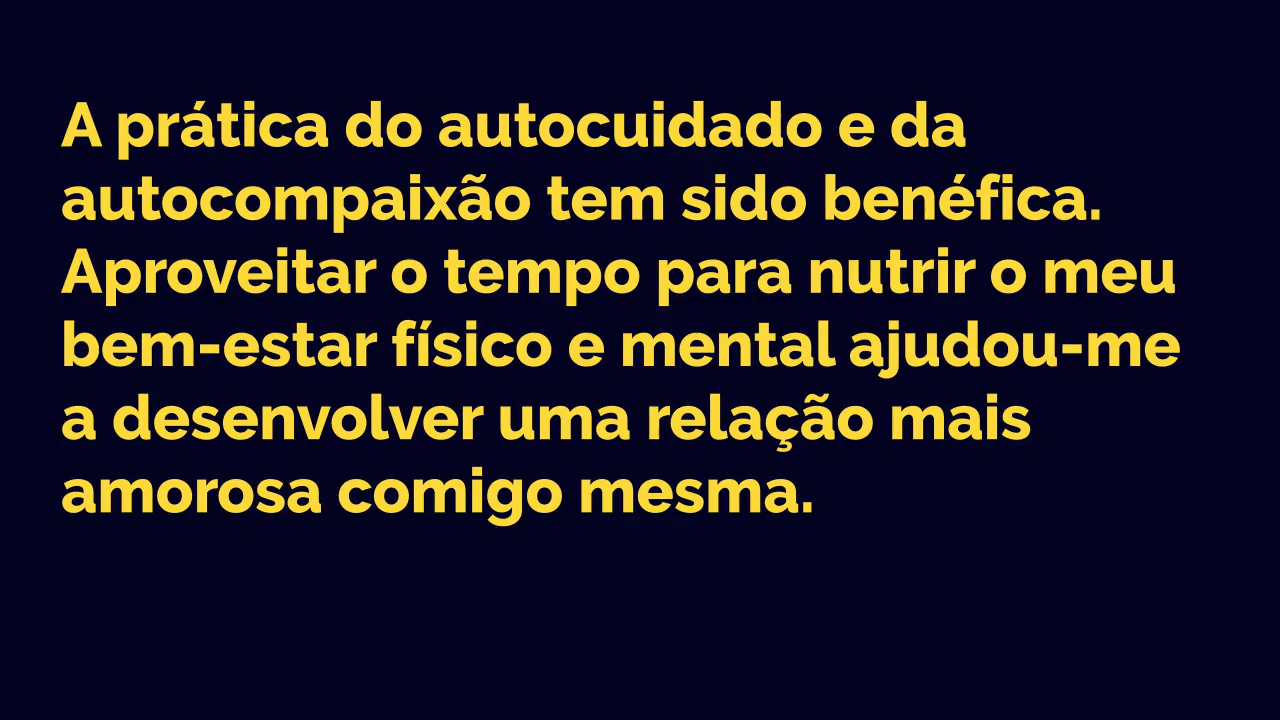 A prática do autocuidado e da
autocompaixão tem sido benéfica.
Aproveitar o tempo para nutrir o meu
bem-estar físico e mental ajudou-me
a desenvolver uma relação mais
amorosa comigo mesma.